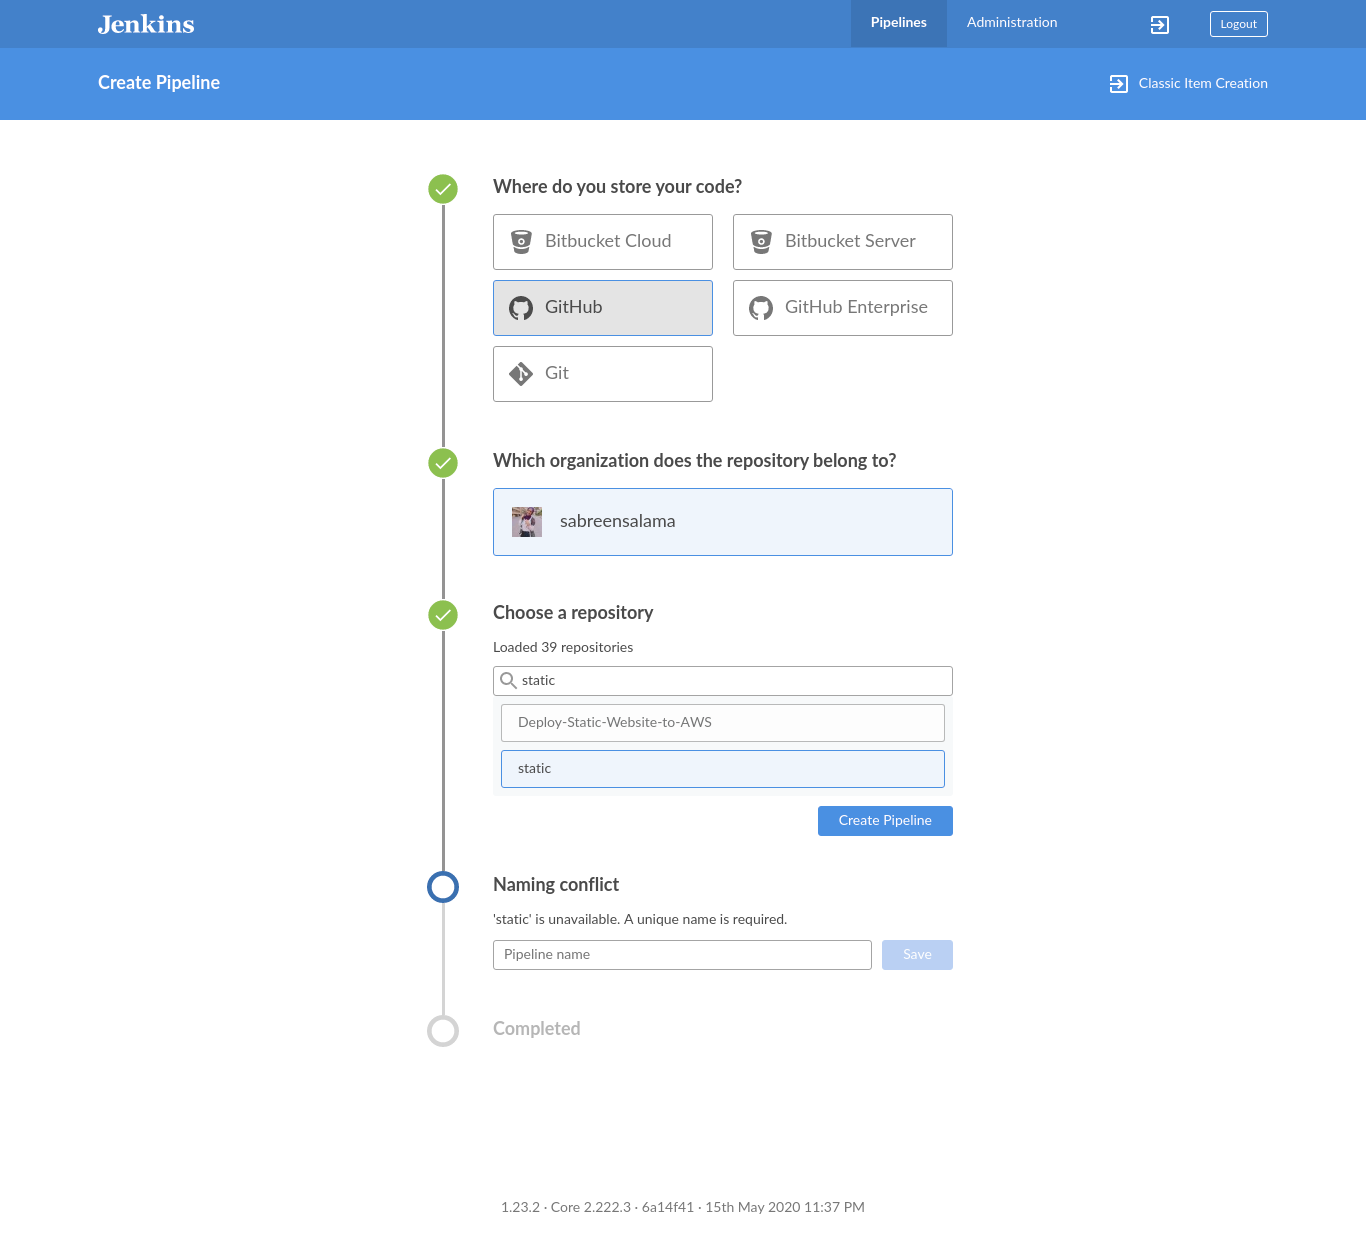 Jenkins
Pipelines
Administration
Logout
Create Pipeline
Classic Item Creation
Where do you store your code?
Bitbucket Cloud
Bitbucket Server
GitHub
GitHub Enterprise
Git
Which organization does the repository belong to?
sabreensalama
Choose a repository
Loaded 39 repositories
static
Deploy-Static-Website-to-AWS
static
Create Pipeline
Naming conflict
'static' is unavailable. A unique name is required.
Pipeline name
Save
Completed
1.23.2 · Core 2.222.3 · 6a14f41 · 15th May 2020 11:37 PM